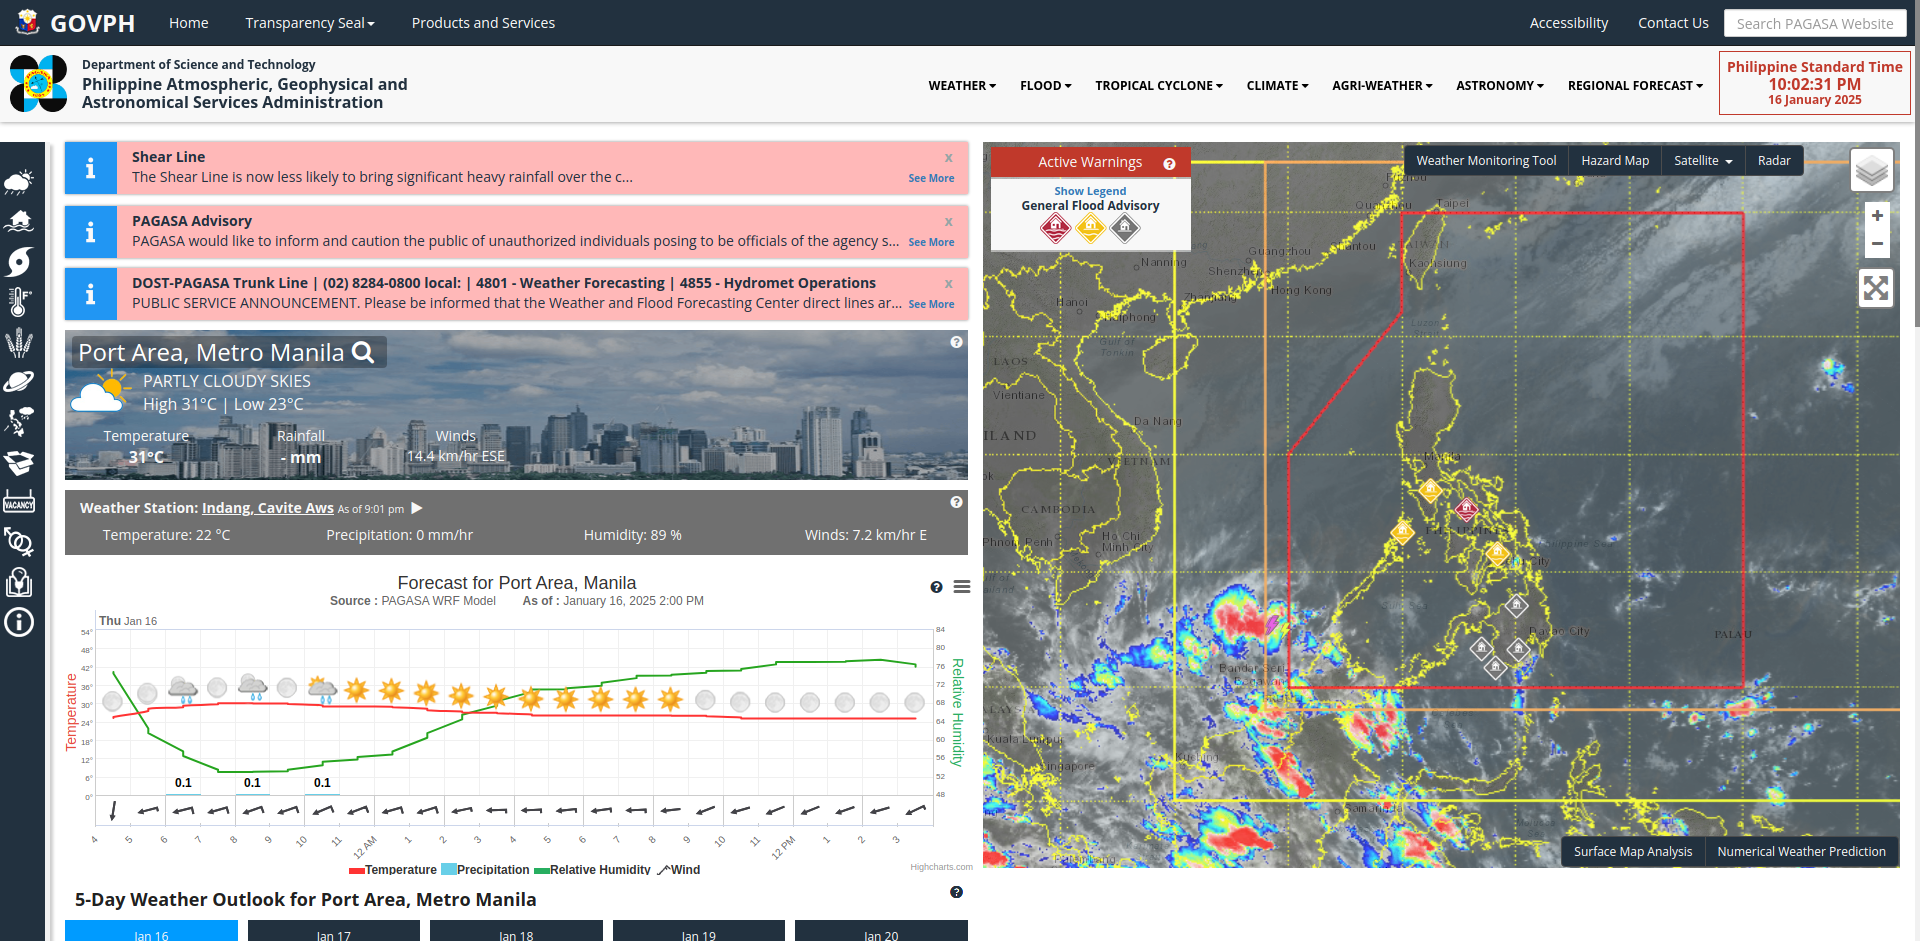 GOVPH
Home
Transparency Seal
Products and Services
Accessibility
Contact Us
Search PAGASA Website
Department of Science and Technology
Philippine Atmospheric, Geophysical and
Astronomical Services Administration
WEATHER
FLOOD
TROPICAL CYCLONE
CLIMATE
AGRI-WEATHER
ASTRONOMY
REGIONAL FORECAST
Philippine Standard Time
10:02:31 PM
16 January 2025
Shear Line
x
The Shear Line is now less likely to bring significant heavy rainfall over the c...
See More
PAGASA Advisory
x
PAGASA would like to inform and caution the public of unauthorized individuals posing to be officials of the agency s...
See More
DOST-PAGASA Trunk Line | (02) 8284-0800 local: | 4801 - Weather Forecasting | 4855 - Hydromet Operations
x
PUBLIC SERVICE ANNOUNCEMENT. Please be informed that the Weather and Flood Forecasting Center direct lines ar...
See More
VACANCY
Port Area, Metro Manila
PARTLY CLOUDY SKIES
High 31°C | Low 23°C
Temperature
31°C
Rainfall
- mm
Winds
14.4 km/hr ESE
Weather Station: Indang, Cavite Aws As of 9:01 pm
Temperature: 22 °C
Precipitation: 0 mm/hr
Humidity: 89 %
Winds: 7.2 km/hr E
Forecast for Port Area, Manila
Source : PAGASA WRF Model
As of : January 16, 2025 2:00 PM
Thu Jan 16
Temperature
54°
48°
42°
36°
30°
24°
18°
12°
6°
0°
84
80
76
72
68
64
60
56
52
48
Relative Humidity
0.1
0.1
0.1
4
5
6
7
8
9
10
11
12 AM
1
2
3
4
5
6
7
8
9
10
11
12 PM
1
2
3
Temperature
Precipitation
Relative Humidity
Wind
Highcharts.com
5-Day Weather Outlook for Port Area, Metro Manila
Jan 16
Jan 17
Jan 18
Jan 19
Jan 20
Active Warnings
Show Legend
General Flood Advisory
Weather Monitoring Tool
Hazard Map
Satellite
Radar
+
−
Taipei
TAIWAN
Kaohsiung
Guangzhou
Shenzhen
Hong Kong
Nanning
Zhanjiang
Hanoi
Haiphong
Gulf of
Tonkin
LAOS
Vientiane
Da Nang
VIETNAM
CAMBODIA
Phnom Penh
Ho Chi
Minh City
Manila
Philippine Sea
Davao City
PALAU
Bandar Seri
Begawan
Kuala Lumpur
Singapore
Kuching
Surface Map Analysis
Numerical Weather Prediction